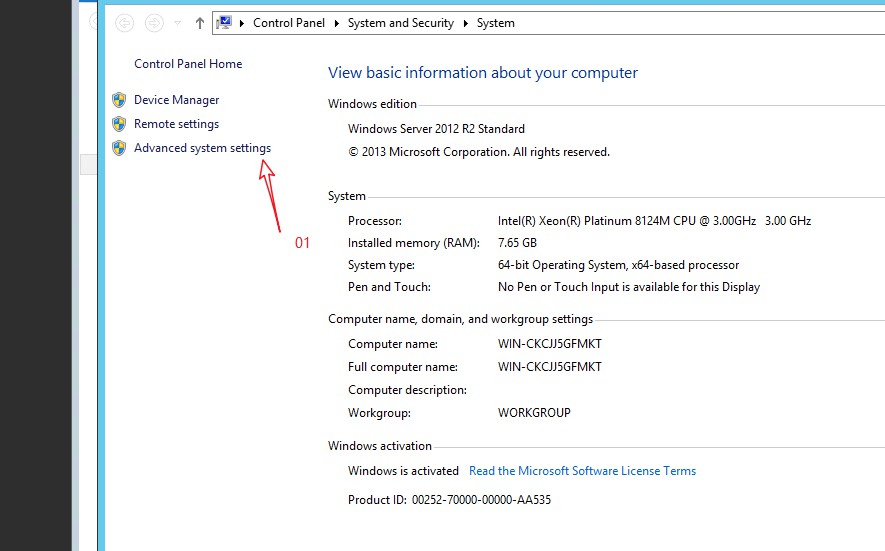 Control Panel System and Security System
Control Panel Home
Device Manager
Remote settings
Advanced system settings
01
View basic information about your computer
Windows edition
Windows Server 2012 R2 Standard
© 2013 Microsoft Corporation. All rights reserved.
System
Processor: Intel(R) Xeon(R) Platinum 8124M CPU @ 3.00GHz 3.00 GHz
Installed memory (RAM): 7.65 GB
System type: 64-bit Operating System, x64-based processor
Pen and Touch: No Pen or Touch Input is available for this Display
Computer name, domain, and workgroup settings
Computer name: WIN-CKCJJ5GFMKT
Full computer name: WIN-CKCJJ5GFMKT
Computer description:
Workgroup: WORKGROUP
Windows activation
Windows is activated Read the Microsoft Software License Terms
Product ID: 00252-70000-00000-AA535